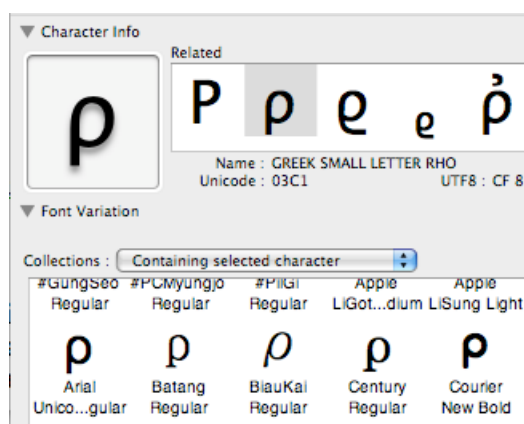 Character Info
Related
Ρ ρ ϱ ᵨ ῤ
ρ
Name : GREEK SMALL LETTER RHO
Unicode : 03C1 UTF8 : CF 8
Font Variation
Collections : Containing selected character
#GungSeo #PCMyungjo #PilGi Apple Apple
Regular Regular Regular LiGot...dium LiSung Light
ρ ρ ρ ρ ρ
Arial Batang BiauKai Century Courier
Unico...gular Regular Regular Regular New Bold